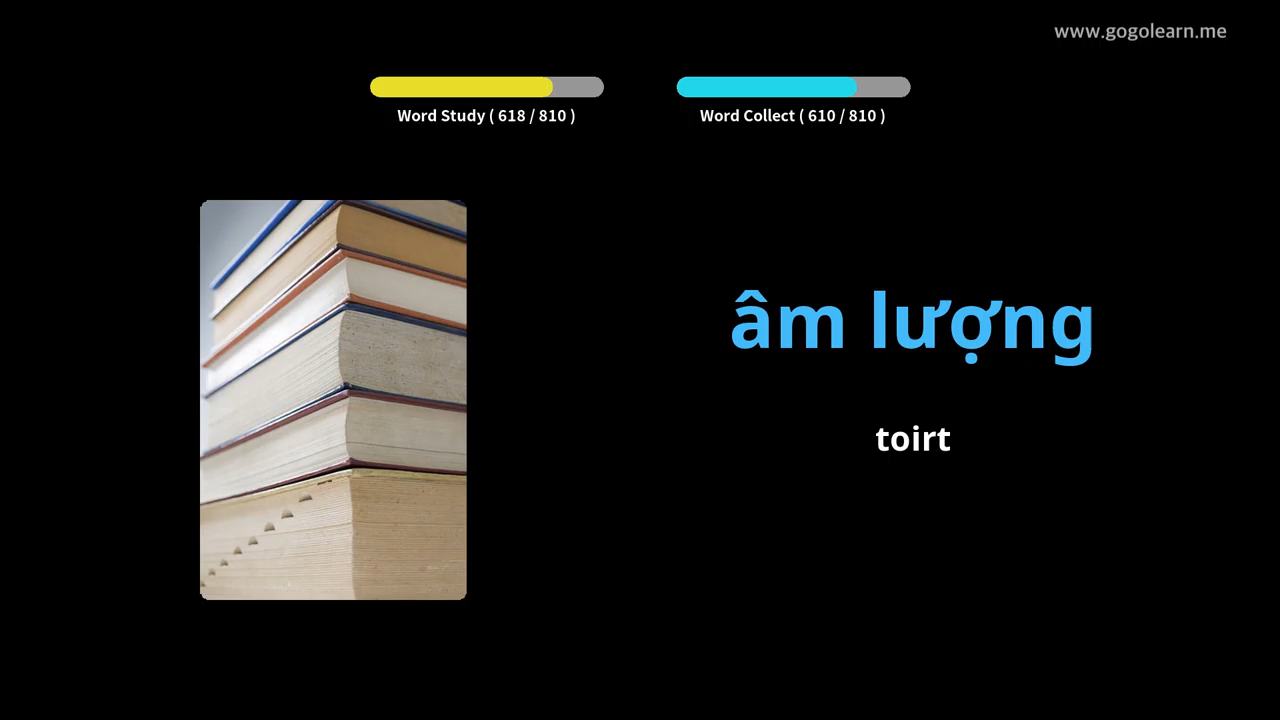 www.gogolearn.me
Word Study ( 618 / 810 )
Word Collect ( 610 / 810 )
âm lượng
toirt